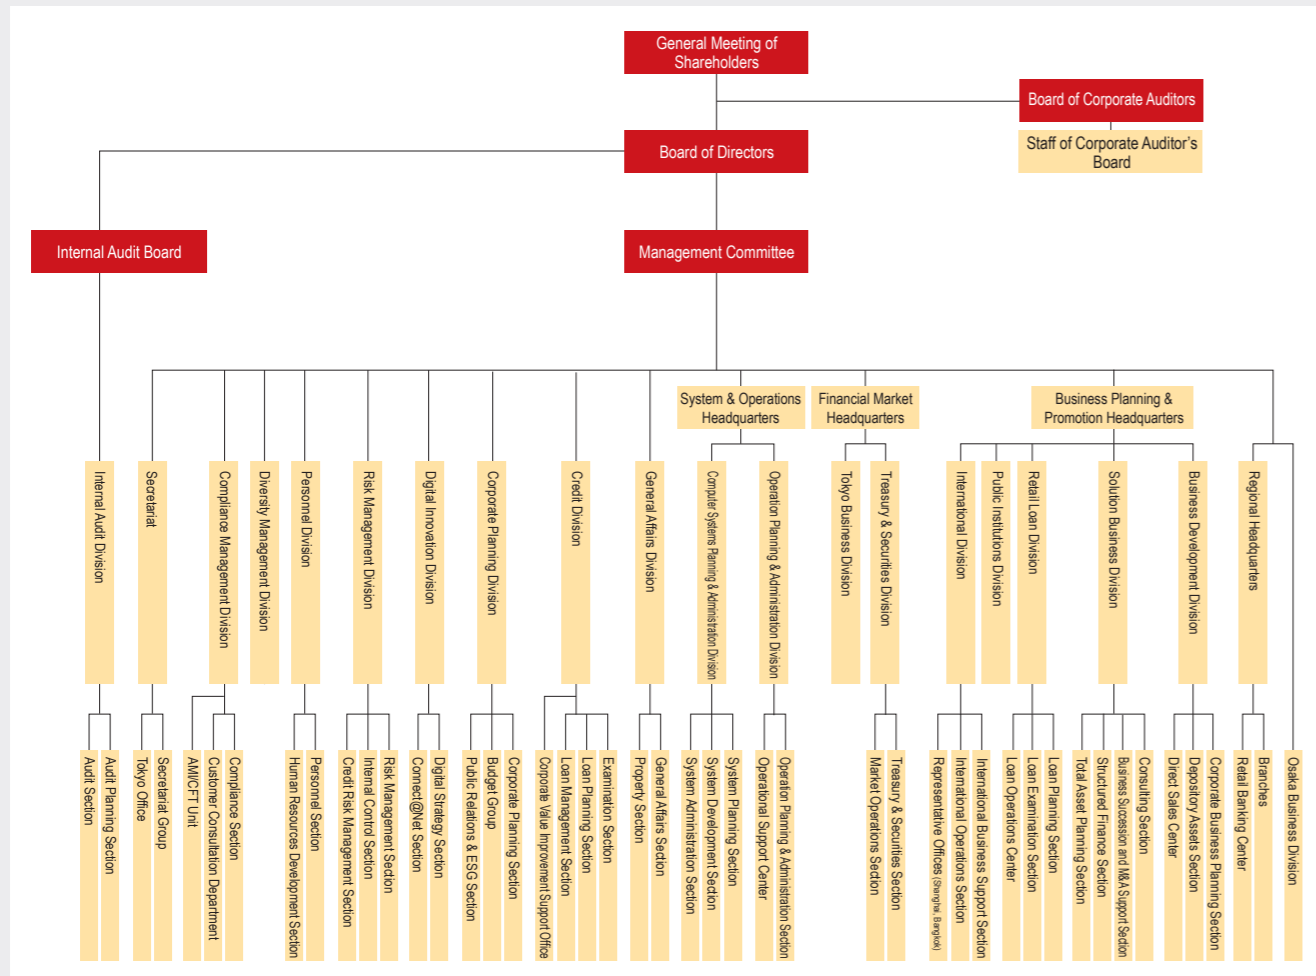 General Meeting of
Shareholders
Board of Corporate Auditors
Staff of Corporate Auditor's
Board
Board of Directors
Internal Audit Board
Management Committee
System & Operations
Headquarters
Financial Market
Headquarters
Business Planning &
Promotion Headquarters
Internal Audit Division
Secretariat
Compliance Management Division
Diversity Management Division
Personnel Division
Risk Management Division
Digital Innovation Division
Corporate Planning Division
Credit Division
General Affairs Division
Computer Systems Planning & Administration Division
Operation Planning & Administration Division
Tokyo Business Division
Treasury & Securities Division
International Division
Public Institutions Division
Retail Loan Division
Solution Business Division
Business Development Division
Regional Headquarters
Audit Section
Audit Planning Section
Tokyo Office
Secretariat Group
AMl/CFT Unit
Customer Consultation Department
Compliance Section
Human Resources Development Section
Personnel Section
Credit Risk Management Section
Internal Control Section
Risk Management Section
Connect@Net Section
Digital Strategy Section
Public Relations & ESG Section
Budget Group
Corporate Planning Section
Corporate Value Improvement Support Office
Loan Management Section
Loan Planning Section
Examination Section
Property Section
General Affairs Section
System Administration Section
System Development Section
System Planning Section
Operational Support Center
Operation Planning & Administration Section
Market Operations Section
Treasury & Securities Section
Representative Offices (Shanghai, Bangkok)
International Operations Section
International Business Support Section
Loan Operations Center
Loan Examination Section
Loan Planning Section
Total Asset Planning Section
Structured Finance Section
Business Succession and M&A Support Section
Consulting Section
Direct Sales Center
Depository Assets Section
Corporate Business Planning Section
Retail Banking Center
Branches
Osaka Business Division